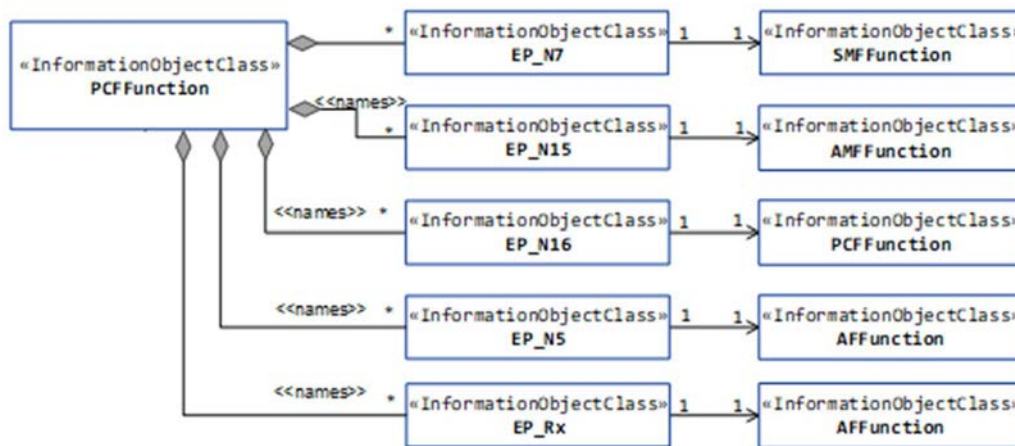 «InformationObjectClass»
PCFFunction
*
«InformationObjectClass»
EP_N7
1 1
«InformationObjectClass»
SMFFunction
<<names>>
*
«InformationObjectClass»
EP_N15
1 1
«InformationObjectClass»
AMFFunction
<<names>> *
«InformationObjectClass»
EP_N16
1 1
«InformationObjectClass»
PCFFunction
<<names>> *
«InformationObjectClass»
EP_N5
1 1
«InformationObjectClass»
AFFunction
<<names>> *
«InformationObjectClass»
EP_Rx
1 1
«InformationObjectClass»
AFFunction